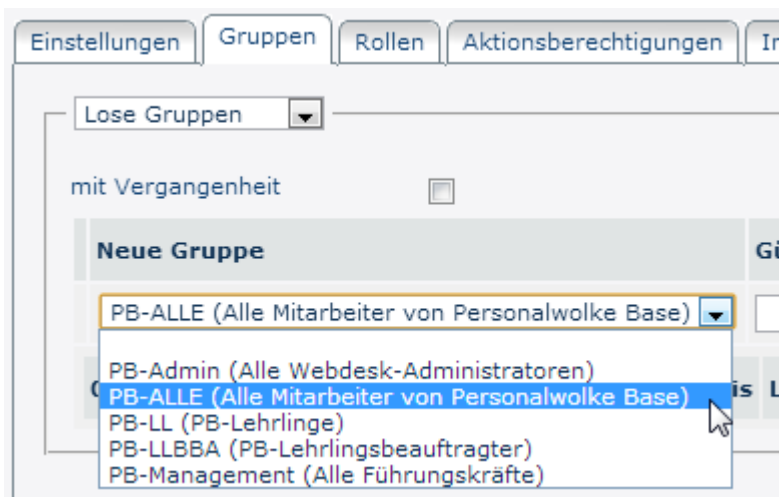 Einstellungen Gruppen Rollen Aktionsberechtigungen
Lose Gruppen
mit Vergangenheit
Neue Gruppe
PB-ALLE (Alle Mitarbeiter von Personalwolke Base)
PB-Admin (Alle Webdesk-Administratoren)
PB-ALLE (Alle Mitarbeiter von Personalwolke Base)
PB-LL (PB-Lehrlinge)
PB-LLBBA (PB-Lehrlingsbeauftragter)
PB-Management (Alle Führungskräfte)